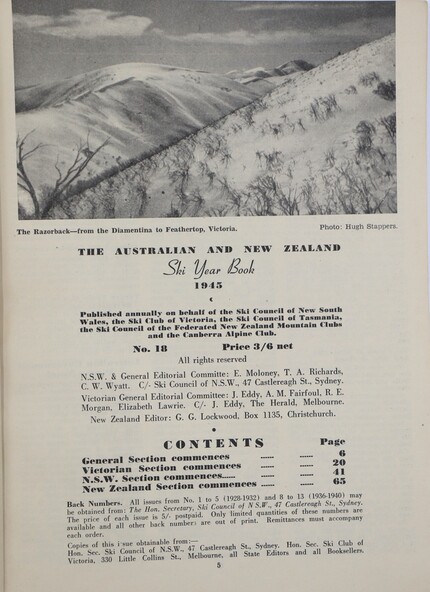 The Razorback—from the Diamentina to Feathertop, Victoria.
Photo: Hugh Stappers.
THE AUSTRALIAN AND NEW ZEALAND
Ski Year Book
1945
Published annually on behalf of the Ski Council of New South
Wales, the Ski Club of Victoria, the Ski Council of Tasmania,
the Ski Council of the Federated New Zealand Mountain Clubs
and the Canberra Alpine Club.
No. 18 Price 3/6 net
All rights reserved
N.S.W. & General Editorial Committe: E. Moloney, T. A. Richards,
C. W. Wyatt. C/- Ski Council of N.S.W., 47 Castlereagh St., Sydney.
Victorian General Editorial Committee: J. Eddy, A. M. Fairfoul, R. E.
Morgan, Elizabeth Lawrie. C/- J. Eddy, The Herald, Melbourne.
New Zealand Editor: G. G. Lockwood, Box 1135, Christchurch.
CONTENTS Page
General Section commences ...... ...... 6
Victorian Section commences ...... ...... 20
N.S.W. Section commences...... ...... 41
New Zealand Section commences ...... ...... 65
Back Numbers. All issues from No. 1 to 5 (1928-1932) and 8 to 13 (1936-1940) may
be obtained from: The Hon. Secretary, Ski Council of N.S.W., 47 Castlereagh St., Sydney.
The price of each issue is 5/- postpaid. Only limited quantities of these numbers are
available and all other back numbers are out of print. Remittances must accompany
each order.
Copies of this issue obtainable from:—
Hon. Sec. Ski Council of N.S.W., 47 Castlereagh St., Sydney. Hon. Sec. Ski Club of
Victoria, 330 Little Collins St., Melbourne, all State Editors and all Booksellers.
5